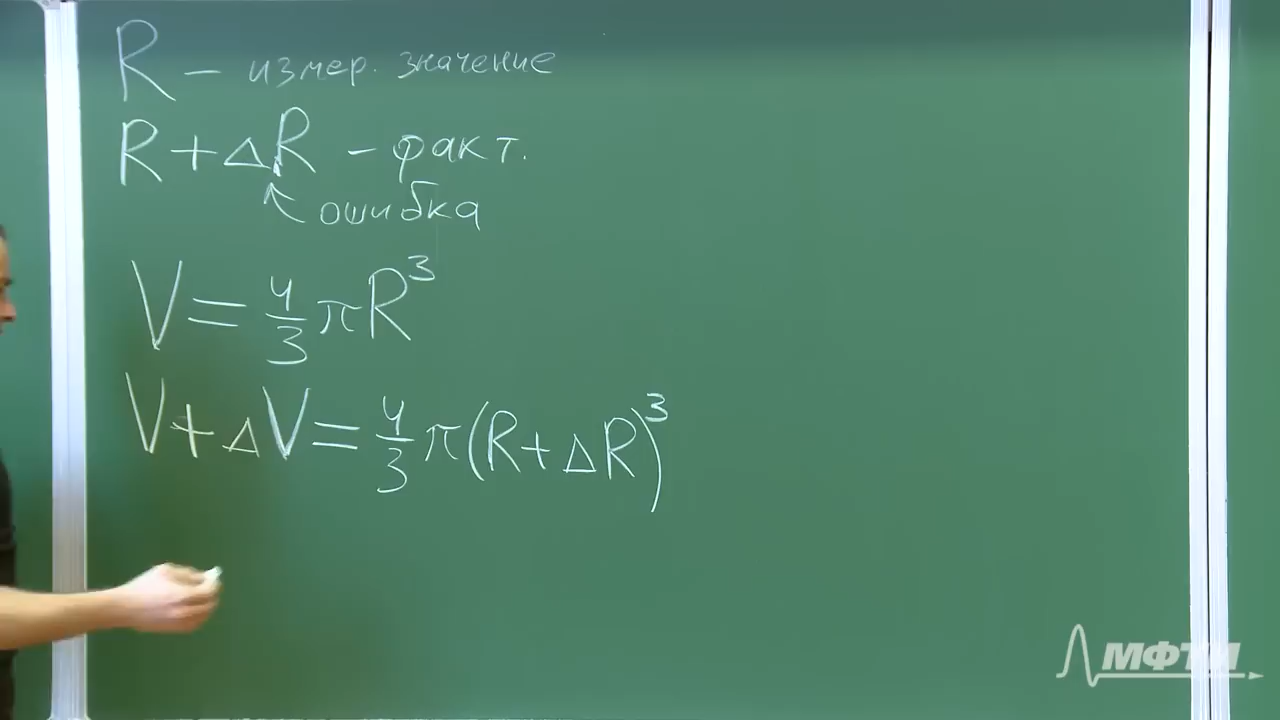 R – измер. значение
R + ΔR – факт.
ошибка
V = 4/3 πR³
V + ΔV = 4/3 π(R + ΔR)³
МФТИ